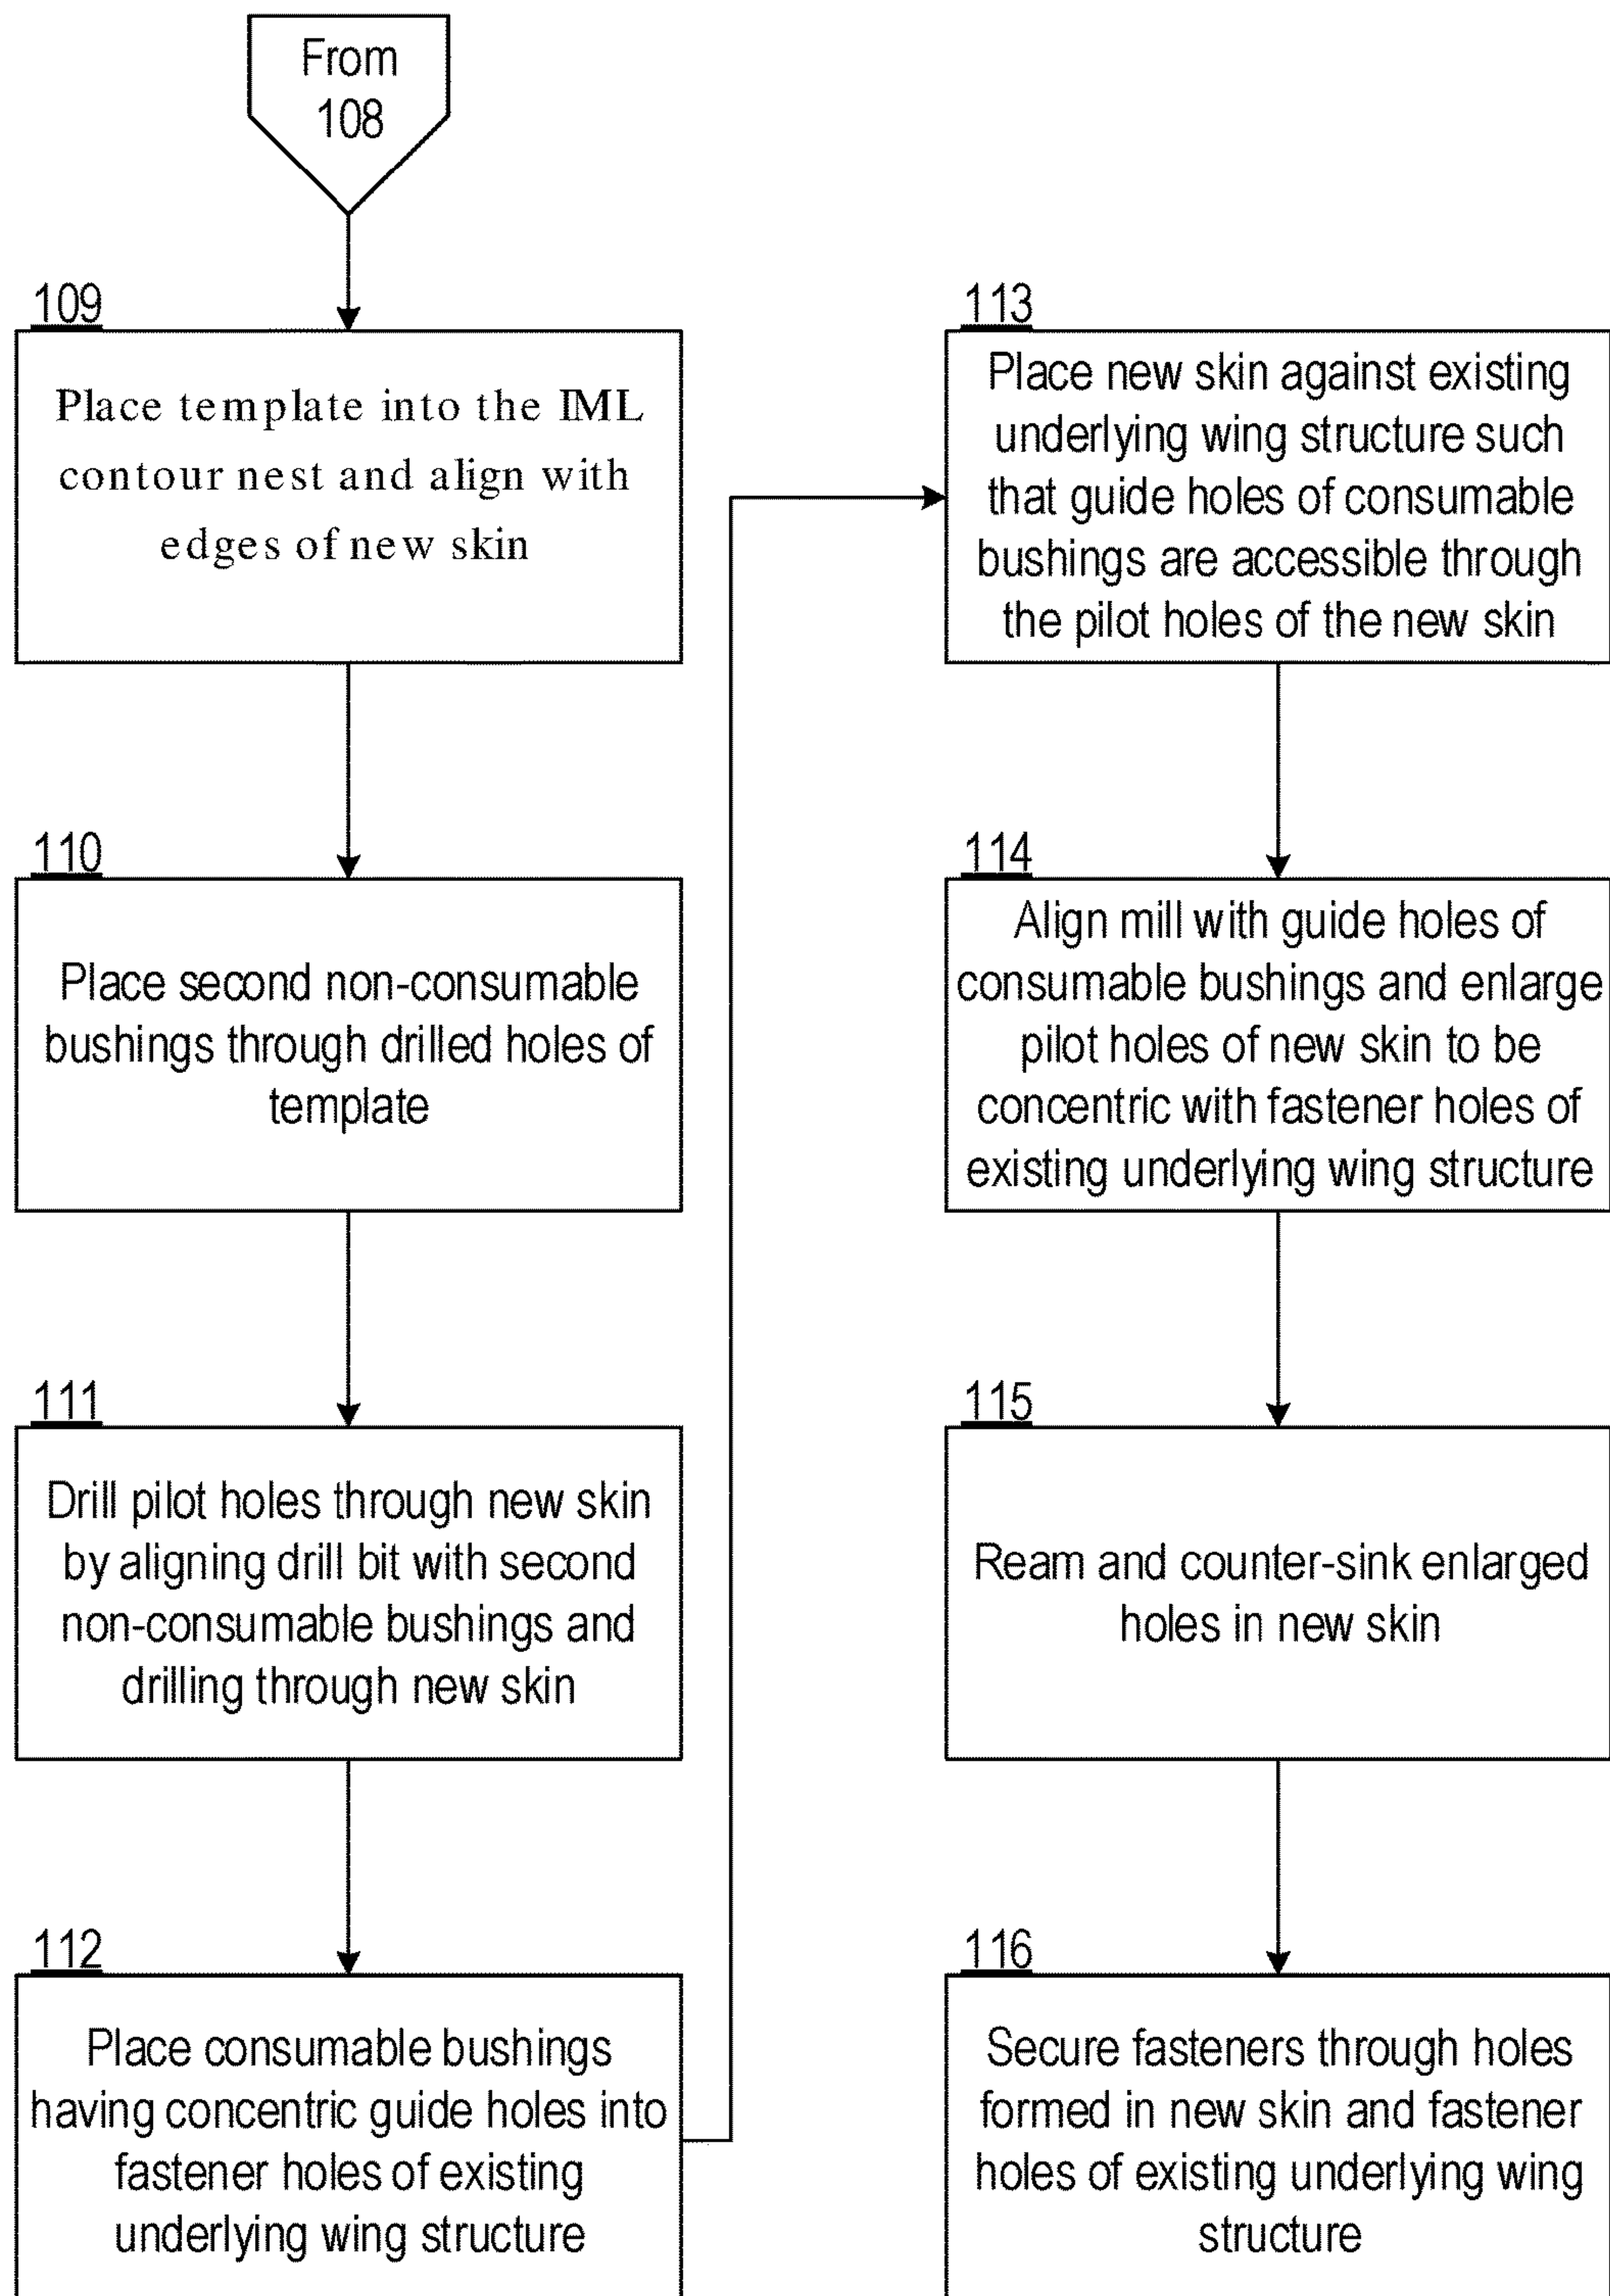 From
108
109
Place template into the IML
contour nest and align with
edges of new skin
110
Place second non-consumable
bushings through drilled holes of
template
111
Drill pilot holes through new skin
by aligning drill bit with second
non-consumable bushings and
drilling through new skin
112
Place consumable bushings
having concentric guide holes into
fastener holes of existing
underlying wing structure
113
Place new skin against existing
underlying wing structure such
that guide holes of consumable
bushings are accessible through
the pilot holes of the new skin
114
Align mill with guide holes of
consumable bushings and enlarge
pilot holes of new skin to be
concentric with fastener holes of
existing underlying wing structure
115
Ream and counter-sink enlarged
holes in new skin
116
Secure fasteners through holes
formed in new skin and fastener
holes of existing underlying wing
structure